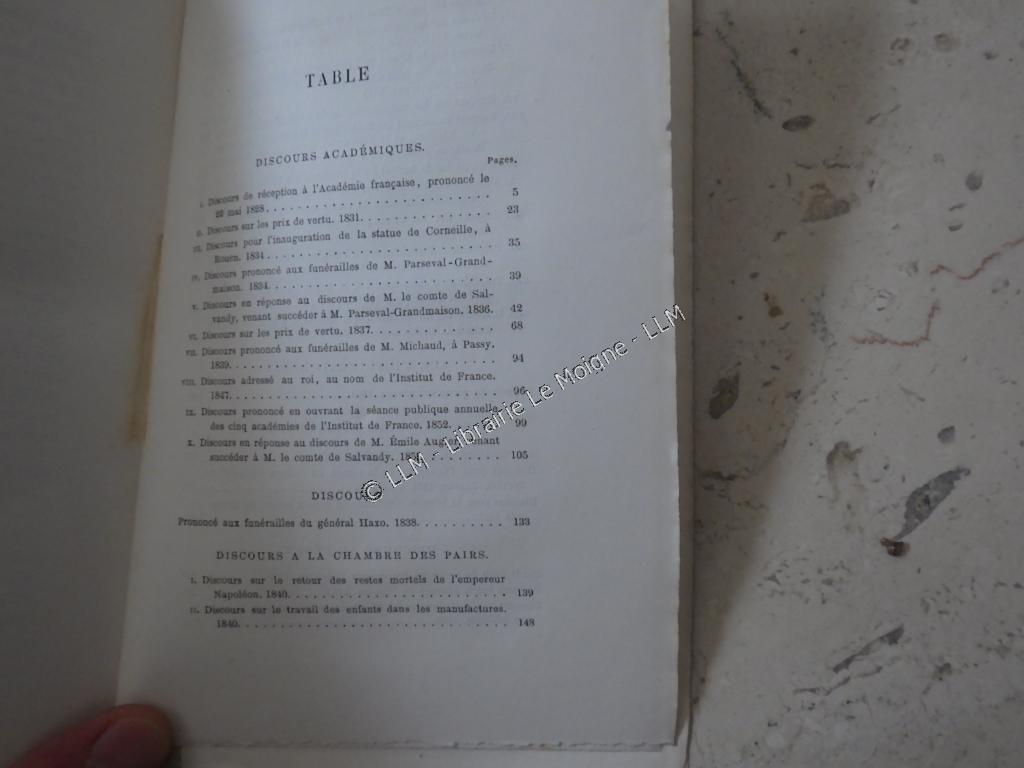 TABLE
DISCOURS ACADÉMIQUES.
Pages.
I. Discours de réception à l'Académie française, prononcé le
22 mai 1828. . . . . . . . . . . . . . . . . . . . . . . 5
II. Discours sur les prix de vertu. 1831. . . . . . . . . . . . . 23
III. Discours pour l'inauguration de la statue de Corneille, à
Rouen. 1834. . . . . . . . . . . . . . . . . . . . . . . 35
IV. Discours prononcé aux funérailles de M. Parseval-Grand-
maison. 1834. . . . . . . . . . . . . . . . . . . . . . 39
V. Discours en réponse au discours de M. le comte de Sal-
vandy, venant succéder à M. Parseval-Grandmaison. 1836. 42
VI. Discours sur les prix de vertu. 1837. . . . . . . . . . . . . 68
VII. Discours prononcé aux funérailles de M. Michaud, à Passy.
1839. . . . . . . . . . . . . . . . . . . . . . . . . . 94
VIII. Discours adressé au roi, au nom de l'Institut de France.
1847. . . . . . . . . . . . . . . . . . . . . . . . . . 96
IX. Discours prononcé en ouvrant la séance publique annuelle
des cinq académies de l'Institut de France. 1852. . . . . . 99
X. Discours en réponse au discours de M. Émile Augier, venant
succéder à M. le comte de Salvandy. . . . . . . . . . 105
DISCOURS
Prononcé aux funérailles du général Haxo. 1838. . . . . . . . . . 133
DISCOURS A LA CHAMBRE DES PAIRS.
I. Discours sur le retour des restes mortels de l'empereur
Napoléon. 1840. . . . . . . . . . . . . . . . . . . . . 139
II. Discours sur le travail des enfants dans les manufactures.
1840. . . . . . . . . . . . . . . . . . . . . . . . . . 148
© LLM - Librairie Le Moigne - LLM